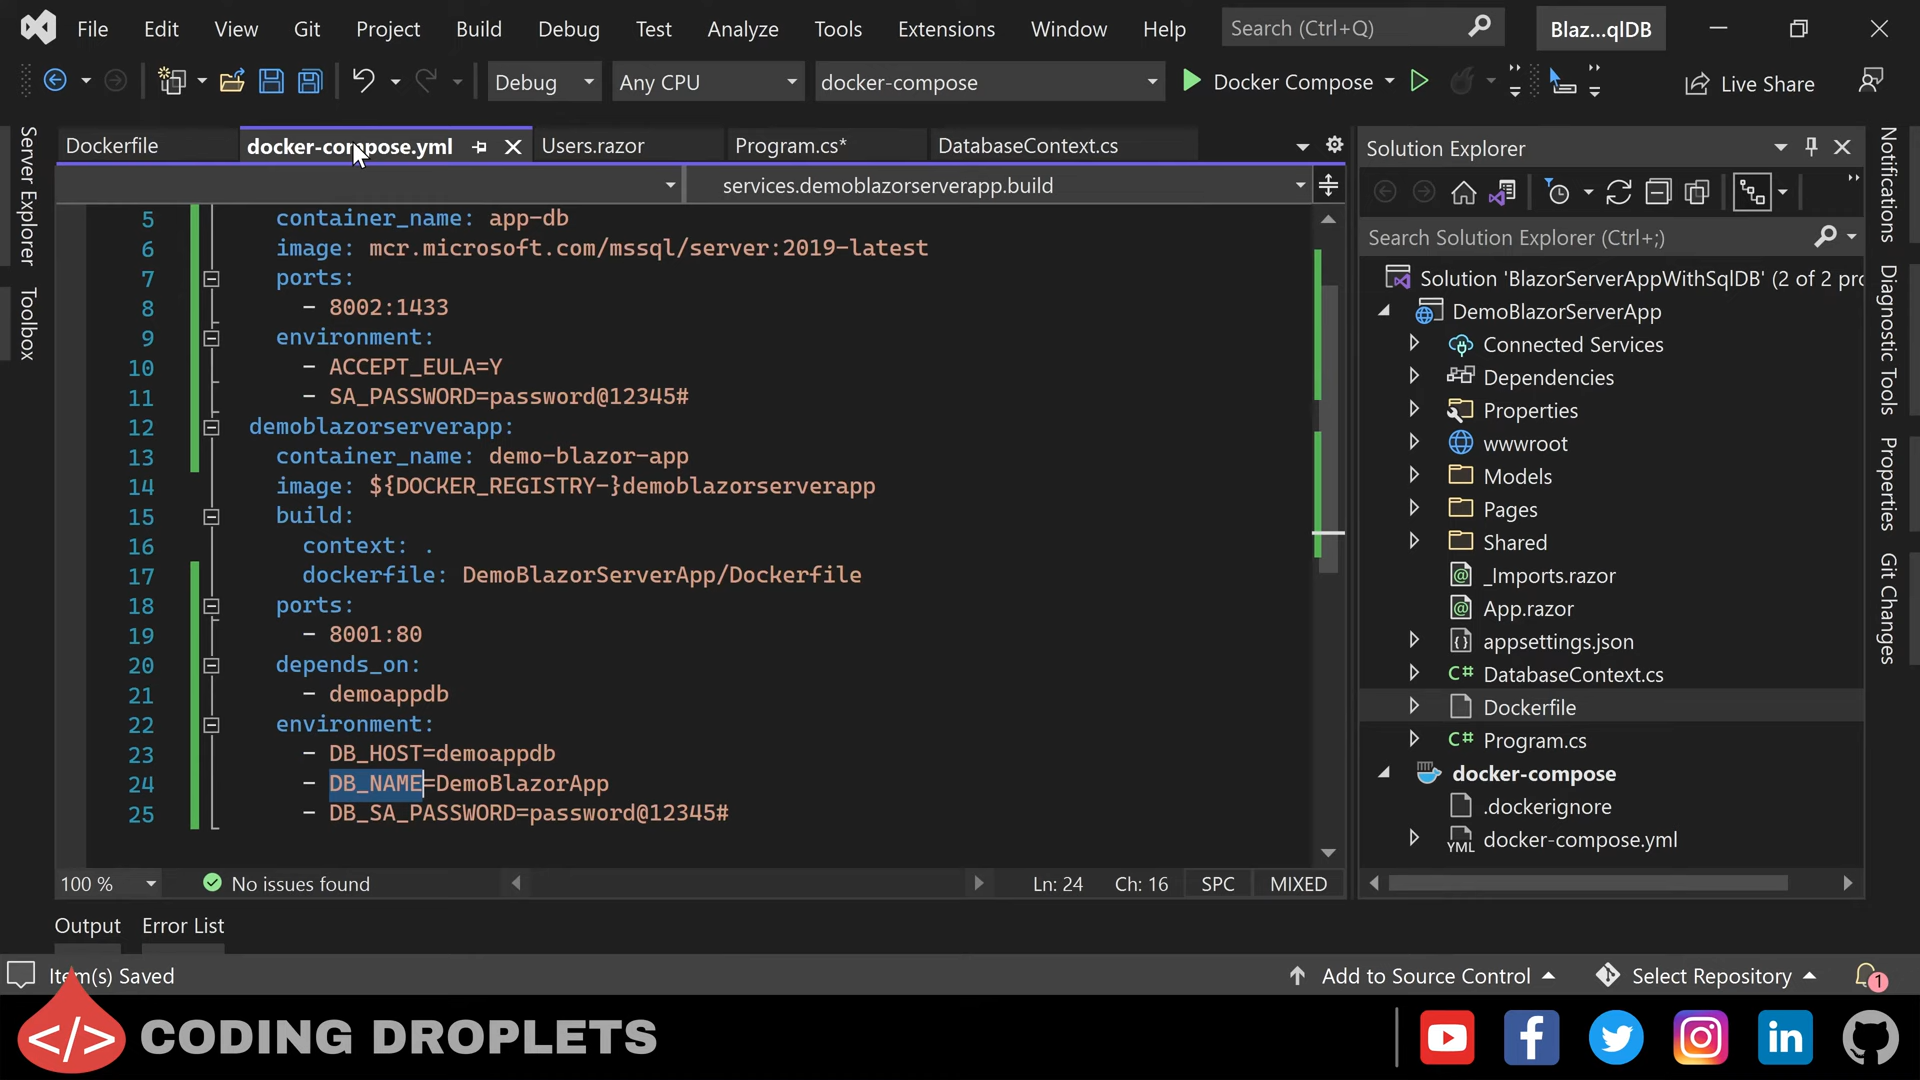 File Edit View Git Project Build Debug Test Analyze Tools Extensions Window Help Search (Ctrl+Q) Blaz...qlDB
Debug Any CPU docker-compose Docker Compose Live Share
Dockerfile docker-compose.yml Users.razor Program.cs* DatabaseContext.cs
services.demoblazorserverapp.build
5 container_name: app-db
6 image: mcr.microsoft.com/mssql/server:2019-latest
7 ports:
8 - 8002:1433
9 environment:
10 - ACCEPT_EULA=Y
11 - SA_PASSWORD=password@12345#
12 demoblazorserverapp:
13 container_name: demo-blazor-app
14 image: ${DOCKER_REGISTRY-}demoblazorserverapp
15 build:
16 context: .
17 dockerfile: DemoBlazorServerApp/Dockerfile
18 ports:
19 - 8001:80
20 depends_on:
21 - demoappdb
22 environment:
23 - DB_HOST=demoappdb
24 - DB_NAME=DemoBlazorApp
25 - DB_SA_PASSWORD=password@12345#
100 % No issues found Ln: 24 Ch: 16 SPC MIXED
Server Explorer
Toolbox
Solution Explorer
Search Solution Explorer (Ctrl+;)
Solution 'BlazorServerAppWithSqlDB' (2 of 2 pro
DemoBlazorServerApp
Connected Services
Dependencies
Properties
wwwroot
Models
Pages
Shared
_Imports.razor
App.razor
appsettings.json
C# DatabaseContext.cs
Dockerfile
C# Program.cs
docker-compose
.dockerignore
YML docker-compose.yml
Notifications
Diagnostic Tools
Properties
Git Changes
Output Error List
Item(s) Saved Add to Source Control Select Repository 1
</> CODING DROPLETS